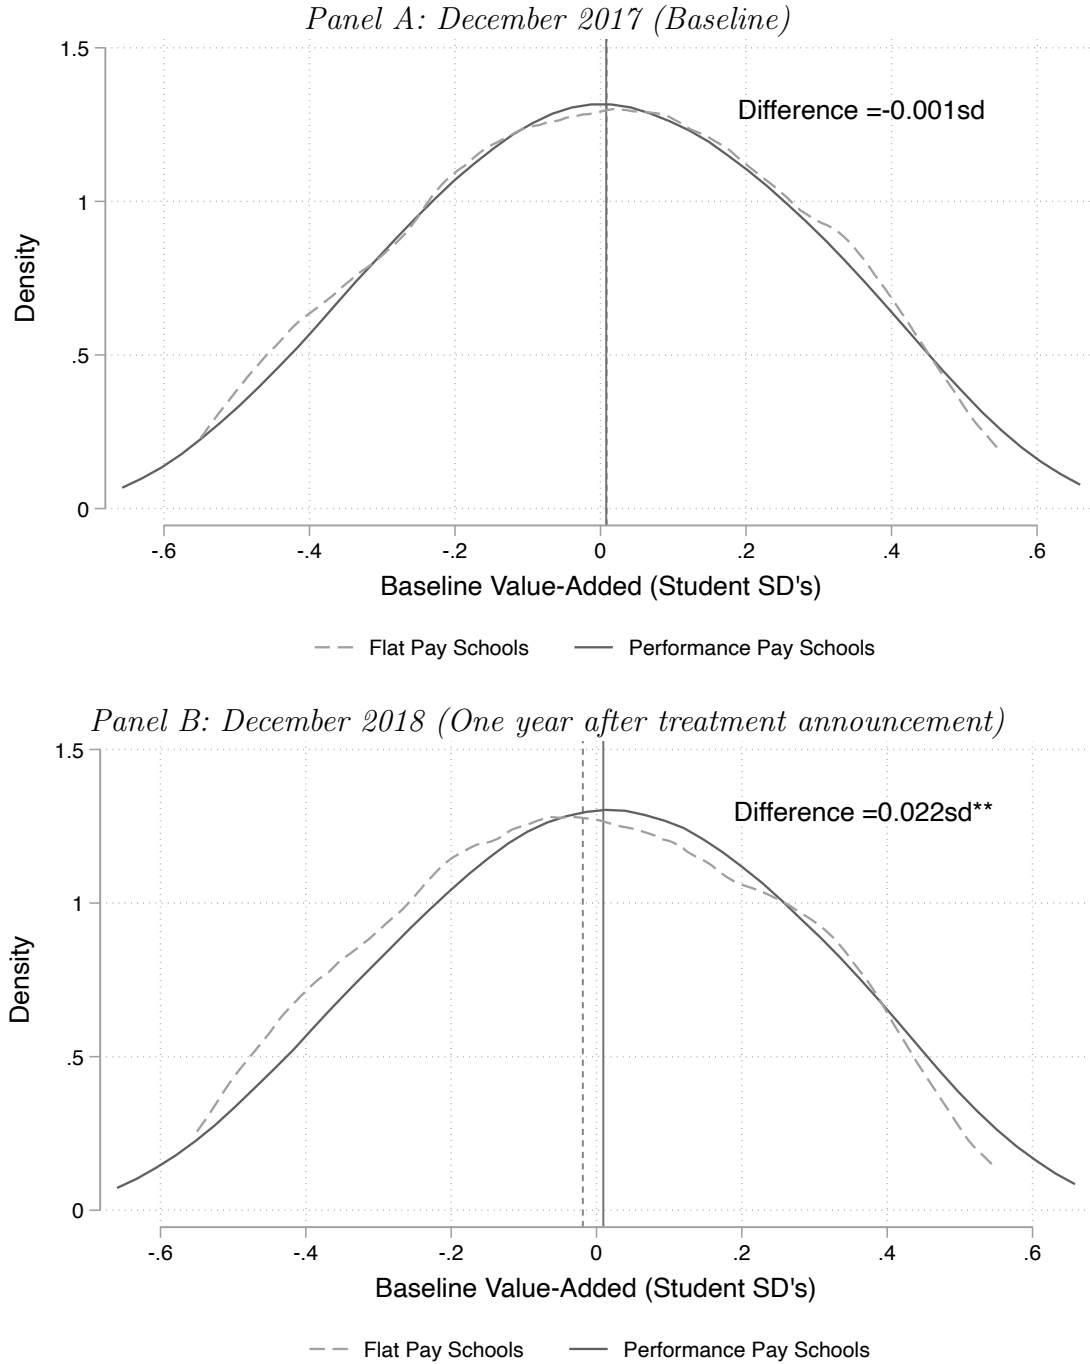 Panel A: December 2017 (Baseline)
1.5
Difference =-0.001sd
1
Density
.5
0
-.6 -.4 -.2 0 .2 .4 .6
Baseline Value-Added (Student SD's)
Flat Pay Schools Performance Pay Schools
Panel B: December 2018 (One year after treatment announcement)
1.5
Difference =0.022sd**
1
Density
.5
0
-.6 -.4 -.2 0 .2 .4 .6
Baseline Value-Added (Student SD's)
Flat Pay Schools Performance Pay Schools